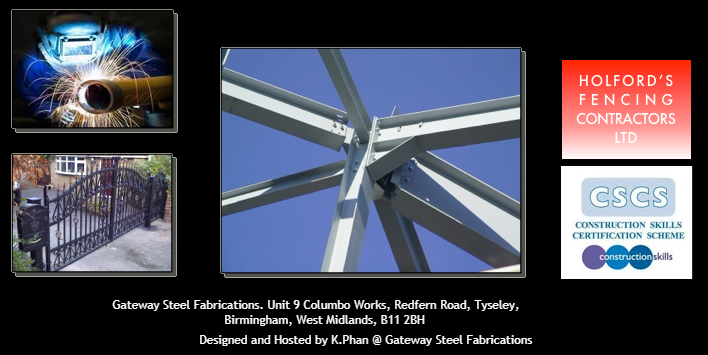 HOLFORD'S
FENCING
CONTRACTORS
LTD
CSCS
CONSTRUCTION SKILLS
CERTIFICATION SCHEME
constructionskills
Gateway Steel Fabrications. Unit 9 Columbo Works, Redfern Road, Tyseley,
Birmingham, West Midlands, B11 2BH
Designed and Hosted by K.Phan @ Gateway Steel Fabrications